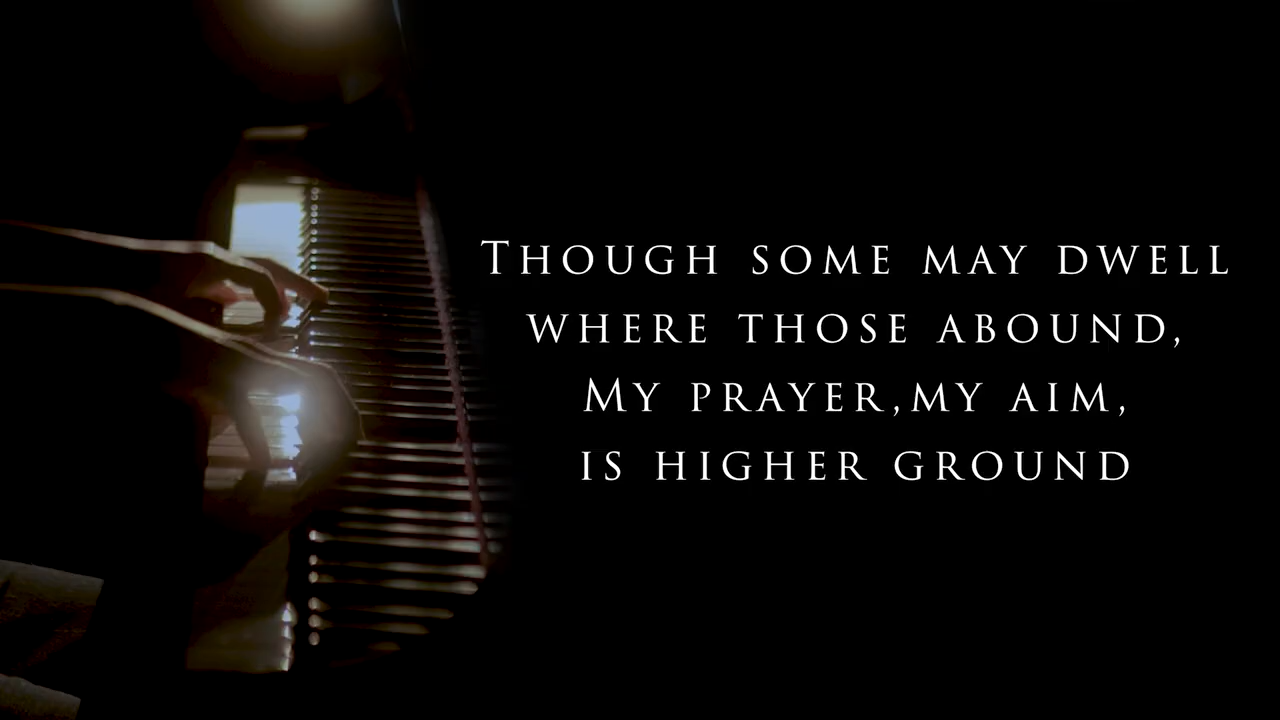 Though some may dwell
where those abound,
My prayer,my aim,
is higher ground